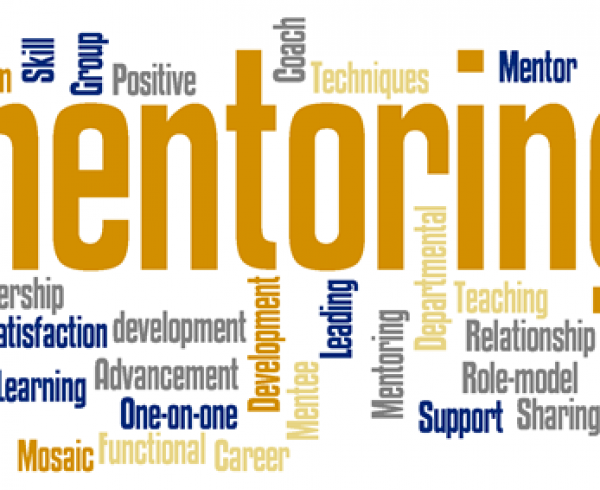 Skill
Group
Positive
Coach
Techniques
Mentor
mentoring
ership
atisfaction
development
Development
Leading
Mentoring
Departmental
Teaching
Relationship
Learning
Advancement
Mentee
Role-model
One-on-one
Support
Sharing
Mosaic
Functional
Career